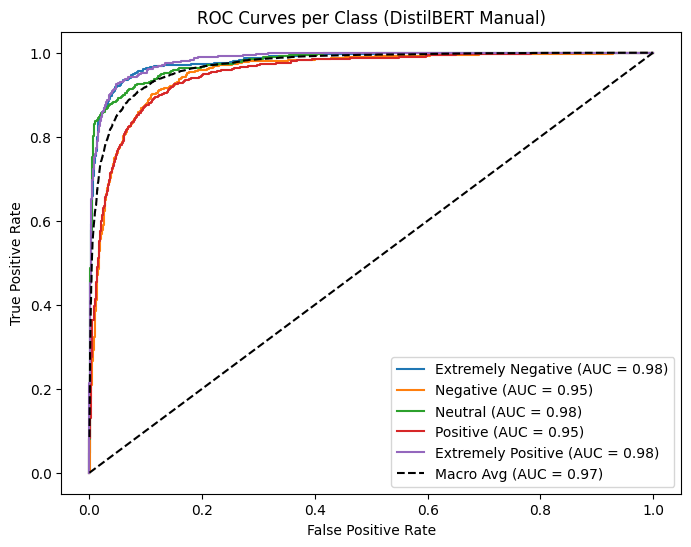 ROC Curves per Class (DistilBERT Manual)
True Positive Rate
1.0
0.8
0.6
0.4
0.2
0.0
Extremely Negative (AUC = 0.98)
Negative (AUC = 0.95)
Neutral (AUC = 0.98)
Positive (AUC = 0.95)
Extremely Positive (AUC = 0.98)
Macro Avg (AUC = 0.97)
0.0 0.2 0.4 0.6 0.8 1.0
False Positive Rate